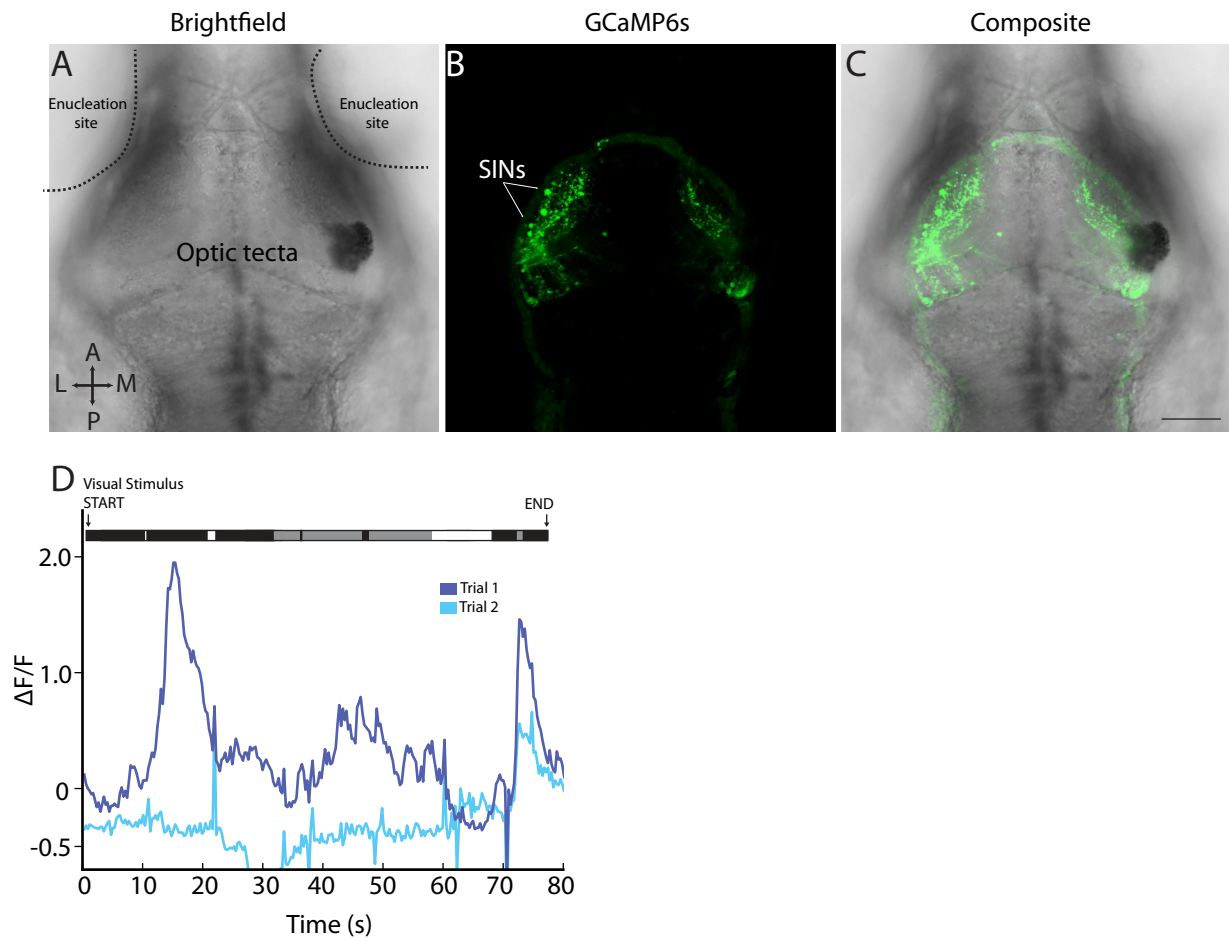 Brightfield
GCaMP6s
Composite
A
Enucleation
site
Enucleation
site
Optic tecta
A
L
M
P
B
SINs
C
D
Visual Stimulus
START
END
Trial 1
Trial 2
2.0
1.0
0
-0.5
ΔF/F
0 10 20 30 40 50 60 70 80
Time (s)